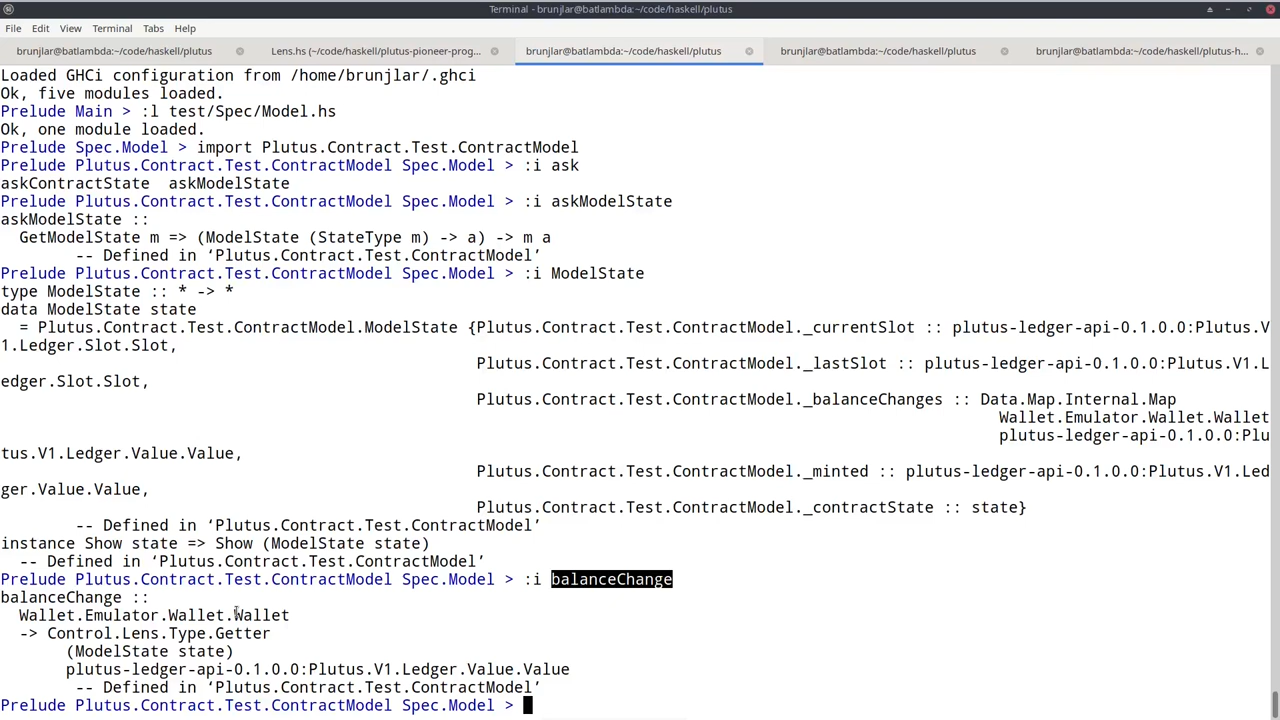 Terminal - brunjlar@batlambda:~/code/haskell/plutus
File Edit View Terminal Tabs Help
brunjlar@batlambda:~/code/haskell/plutus Lens.hs (~/code/haskell/plutus-pioneer-prog... brunjlar@batlambda:~/code/haskell/plutus brunjlar@batlambda:~/code/haskell/plutus brunjlar@batlambda:~/code/haskell/plutus-h...
Loaded GHCi configuration from /home/brunjlar/.ghci
Ok, five modules loaded.
Prelude Main > :l test/Spec/Model.hs
Ok, one module loaded.
Prelude Spec.Model > import Plutus.Contract.Test.ContractModel
Prelude Plutus.Contract.Test.ContractModel Spec.Model > :i ask
askContractState  askModelState
Prelude Plutus.Contract.Test.ContractModel Spec.Model > :i askModelState
askModelState ::
  GetModelState m => (ModelState (StateType m) -> a) -> m a
        -- Defined in ‘Plutus.Contract.Test.ContractModel’
Prelude Plutus.Contract.Test.ContractModel Spec.Model > :i ModelState
type ModelState :: * -> *
data ModelState state
  = Plutus.Contract.Test.ContractModel.ModelState {Plutus.Contract.Test.ContractModel._currentSlot :: plutus-ledger-api-0.1.0.0:Plutus.V
1.Ledger.Slot.Slot,
                                                   Plutus.Contract.Test.ContractModel._lastSlot :: plutus-ledger-api-0.1.0.0:Plutus.V1.L
edger.Slot.Slot,
                                                   Plutus.Contract.Test.ContractModel._balanceChanges :: Data.Map.Internal.Map
                                                                                                           Wallet.Emulator.Wallet.Wallet
                                                                                                           plutus-ledger-api-0.1.0.0:Plu
tus.V1.Ledger.Value.Value,
                                                   Plutus.Contract.Test.ContractModel._minted :: plutus-ledger-api-0.1.0.0:Plutus.V1.Led
ger.Value.Value,
                                                   Plutus.Contract.Test.ContractModel._contractState :: state}
        -- Defined in ‘Plutus.Contract.Test.ContractModel’
instance Show state => Show (ModelState state)
  -- Defined in ‘Plutus.Contract.Test.ContractModel’
Prelude Plutus.Contract.Test.ContractModel Spec.Model > :i balanceChange
balanceChange ::
  Wallet.Emulator.Wallet.Wallet
  -> Control.Lens.Type.Getter
       (ModelState state)
       plutus-ledger-api-0.1.0.0:Plutus.V1.Ledger.Value.Value
        -- Defined in ‘Plutus.Contract.Test.ContractModel’
Prelude Plutus.Contract.Test.ContractModel Spec.Model >